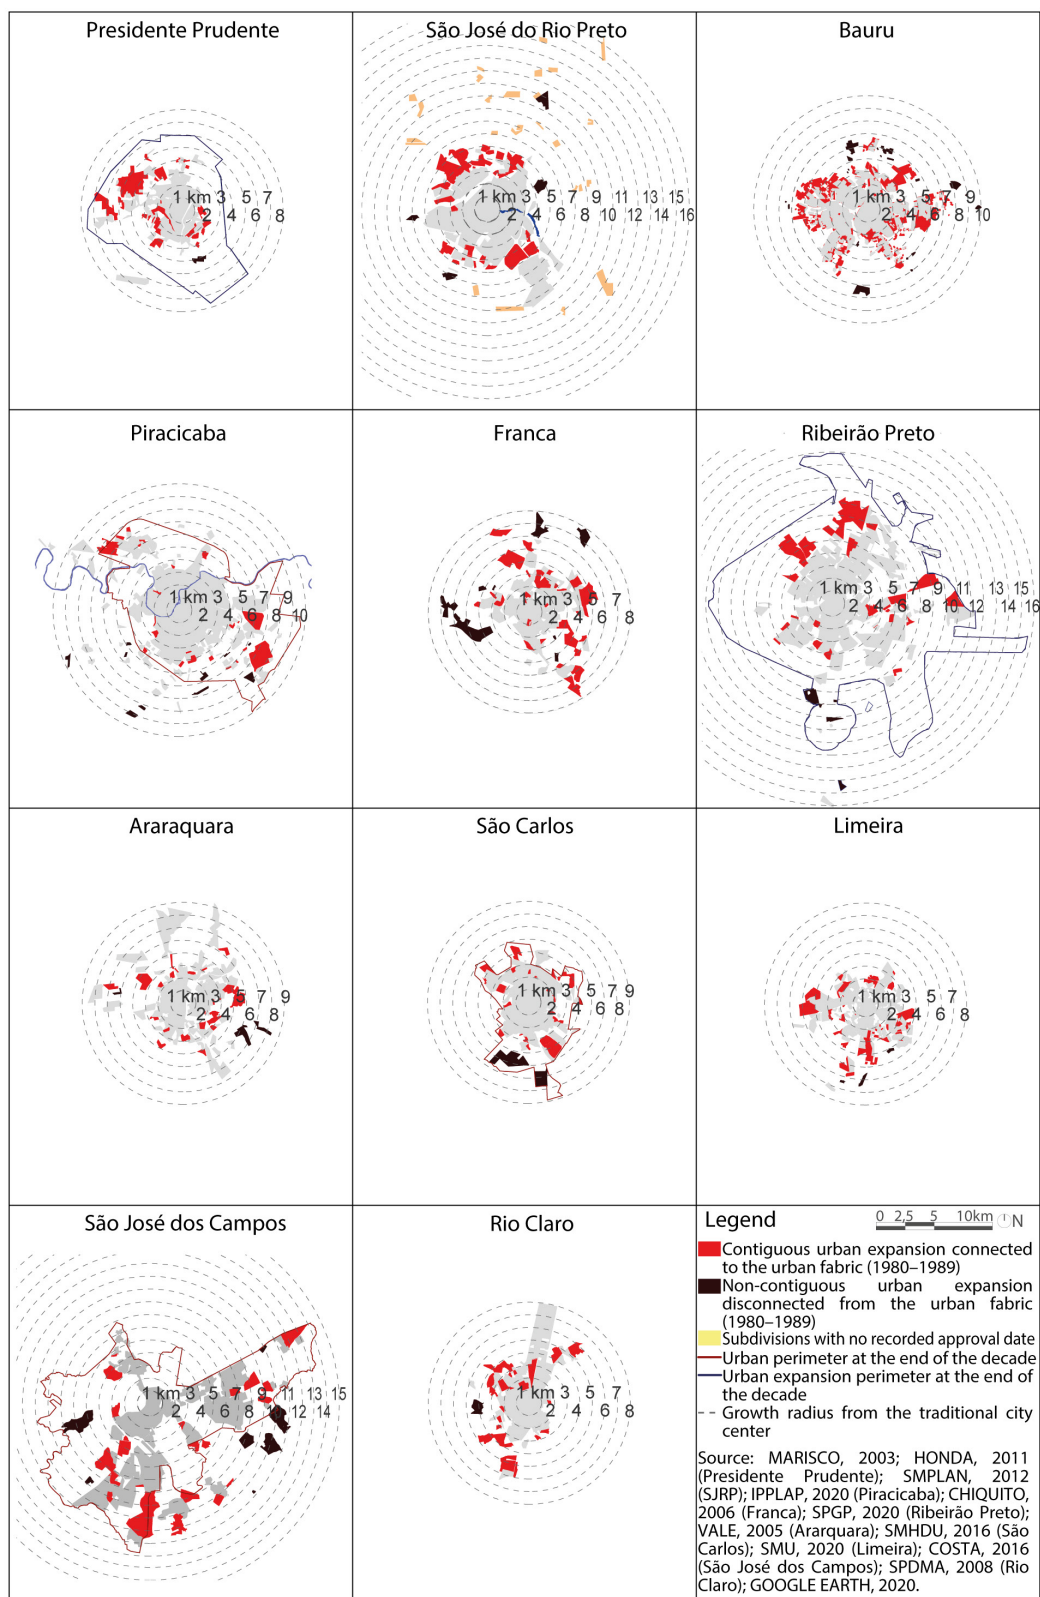 Presidente Prudente
1 km 3 5 7
2 4 6 8
São José do Rio Preto
1 km 3 5 7 9 11 13 15
2 4 6 8 10 12 14 16
Bauru
1 km 3 5 7 9
2 4 6 8 10
Piracicaba
1 km 3 5 7 9
2 4 6 8 10
Franca
1 km 3 5 7
2 4 6 8
Ribeirão Preto
1 km 3 5 7 9 11 13 15
2 4 6 8 10 12 14 16
Araraquara
1 km 3 5 7 9
2 4 6 8
São Carlos
1 km 3 5 7 9
2 4 6 8
Limeira
1 km 3 5 7
2 4 6 8
São José dos Campos
1 km 3 5 7 9 11 13 15
2 4 6 8 10 12 14
Rio Claro
1 km 3 5 7
2 4 6 8
Legend
0 2,5 5 10km N
Contiguous urban expansion connected
to the urban fabric (1980–1989)
Non-contiguous urban expansion
disconnected from the urban fabric
(1980–1989)
Subdivisions with no recorded approval date
Urban perimeter at the end of the decade
Urban expansion perimeter at the end of
the decade
Growth radius from the traditional city
center
Source: MARISCO, 2003; HONDA, 2011
(Presidente Prudente); SMPLAN, 2012
(SJRP); IPPLAP, 2020 (Piracicaba); CHIQUITO,
2006 (Franca); SPGP, 2020 (Ribeirão Preto);
VALE, 2005 (Ararquara); SMHDU, 2016 (São
Carlos); SMU, 2020 (Limeira); COSTA, 2016
(São José dos Campos); SPDMA, 2008 (Rio
Claro); GOOGLE EARTH, 2020.